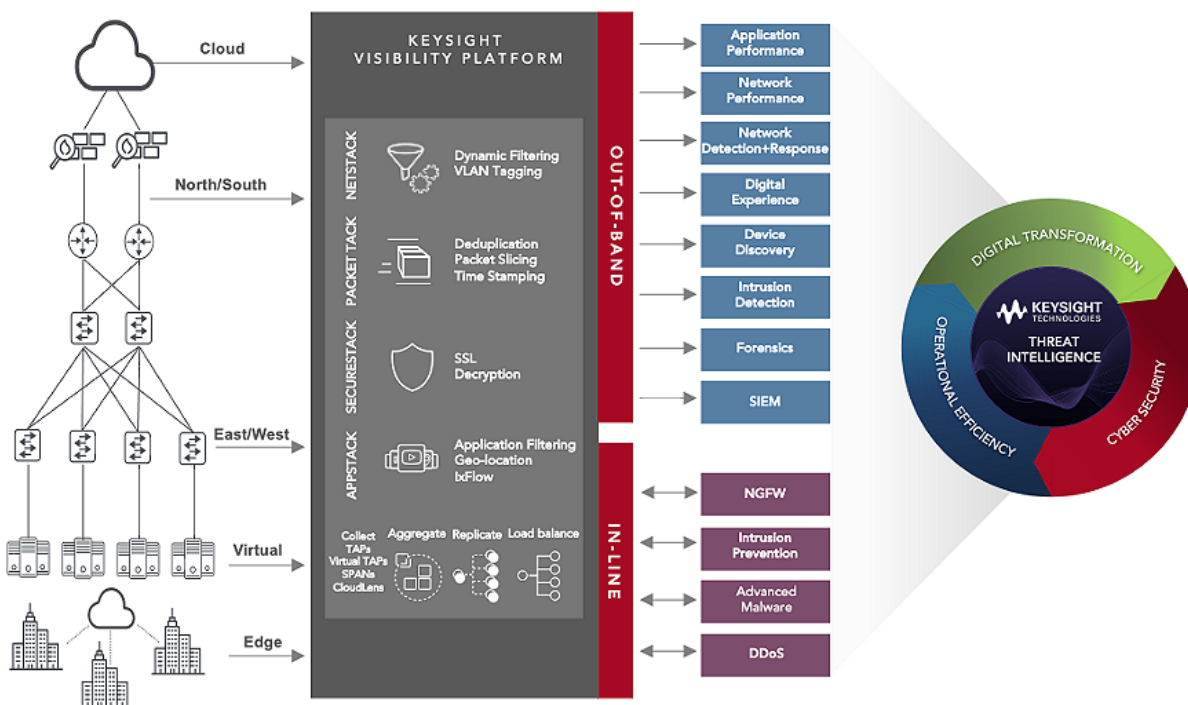 Cloud
North/South
East/West
Virtual
Edge
KEYSIGHT
VISIBILITY PLATFORM
NETSTACK
Dynamic Filtering
VLAN Tagging
PACKET TACK
Deduplication
Packet Slicing
Time Stamping
SECURESTACK
SSL
Decryption
APPSTACK
Application Filtering
Geo-location
IxFlow
Collect
TAPs
Virtual TAPs
SPANs
CloudLens
Aggregate
Replicate
Load balance
OUT-OF-BAND
IN-LINE
Application
Performance
Network
Performance
Network
Detection+Response
Digital
Experience
Device
Discovery
Intrusion
Detection
Forensics
SIEM
NGFW
Intrusion
Prevention
Advanced
Malware
DDoS
DIGITAL TRANSFORMATION
CYBER SECURITY
OPERATIONAL EFFICIENCY
KEYSIGHT
TECHNOLOGIES
THREAT
INTELLIGENCE